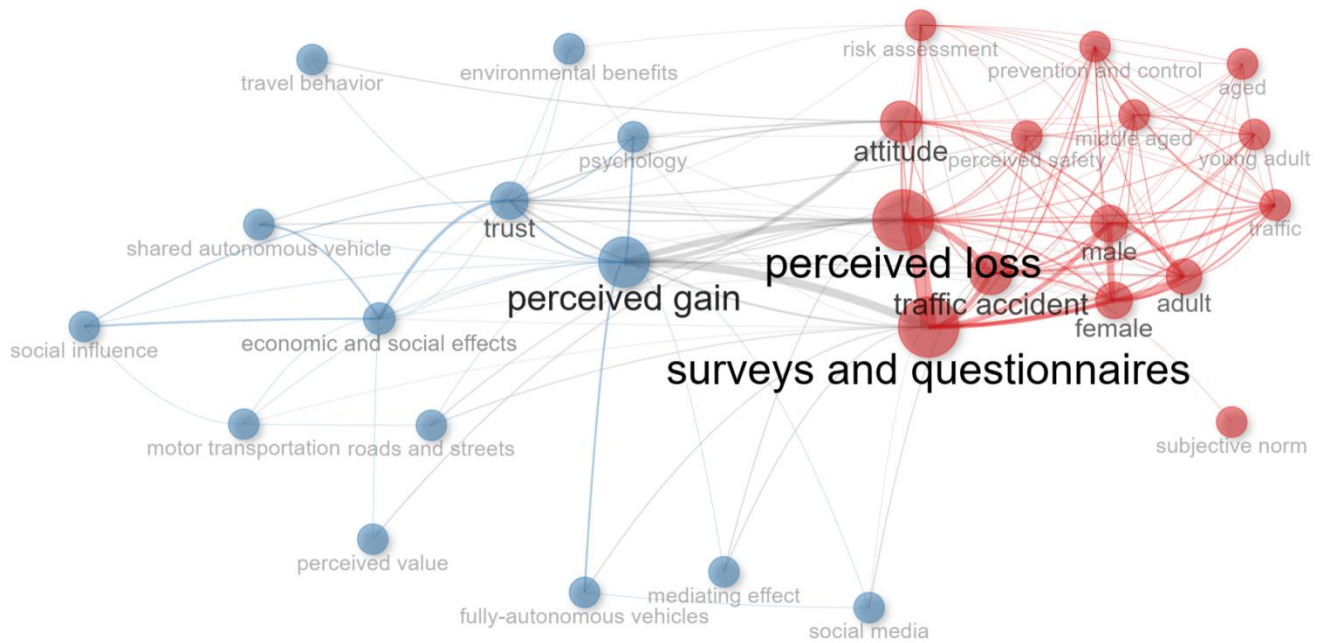 risk assessment
prevention and control
environmental benefits
travel behavior
aged
attitude
middle aged
perceived safety
young adult
psychology
shared autonomous vehicle
trust
male
traffic
perceived loss
perceived gain
traffic accident
adult
female
social influence
economic and social effects
surveys and questionnaires
motor transportation
roads and streets
subjective norm
perceived value
mediating effect
fully-autonomous vehicles
social media